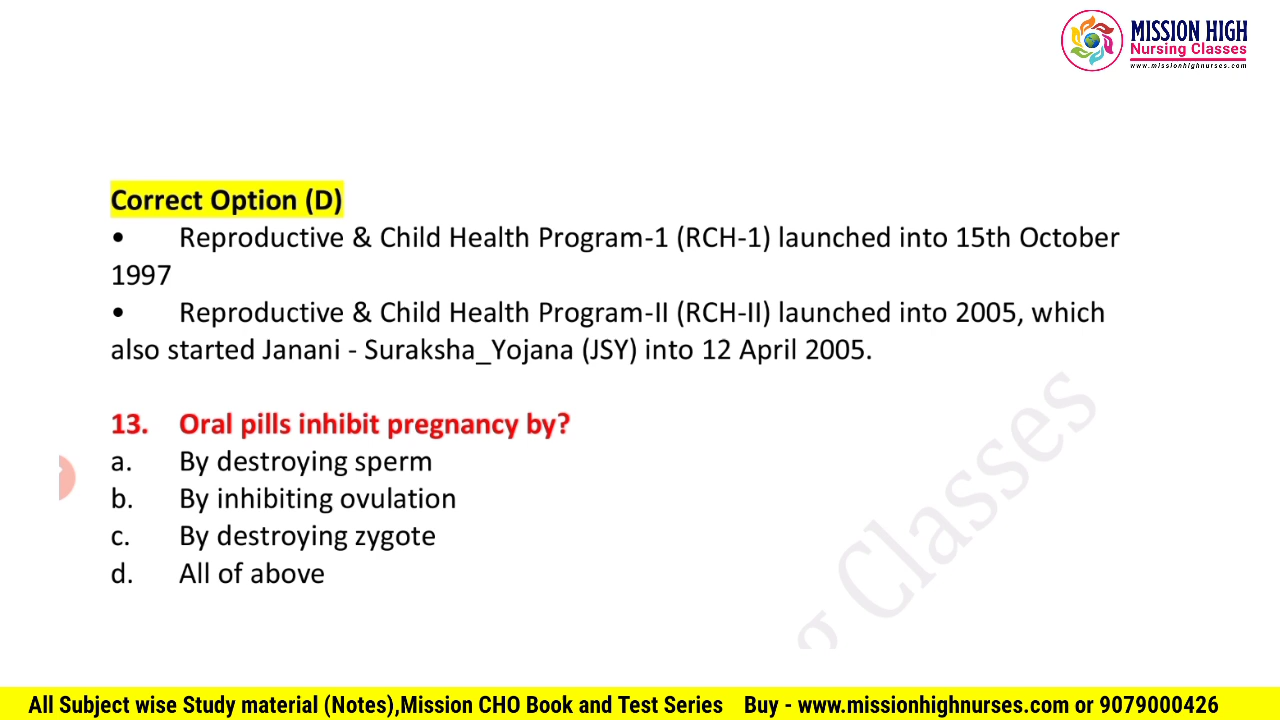 MISSION HIGH
Nursing Classes
www.missionhighnurses.com
Correct Option (D)
• Reproductive & Child Health Program-1 (RCH-1) launched into 15th October
1997
• Reproductive & Child Health Program-II (RCH-II) launched into 2005, which
also started Janani - Suraksha_Yojana (JSY) into 12 April 2005.
13. Oral pills inhibit pregnancy by?
a. By destroying sperm
b. By inhibiting ovulation
c. By destroying zygote
d. All of above
Classes
All Subject wise Study material (Notes),Mission CHO Book and Test Series Buy - www.missionhighnurses.com or 9079000426